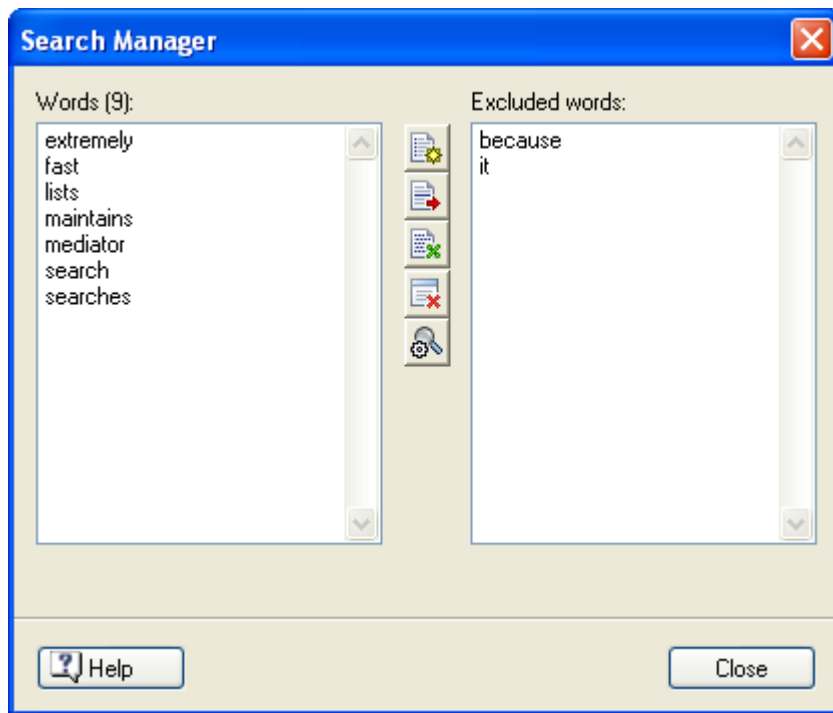 Search Manager
Words (9):
extremely
fast
lists
maintains
mediator
search
searches
Excluded words:
because
it
Help
Close